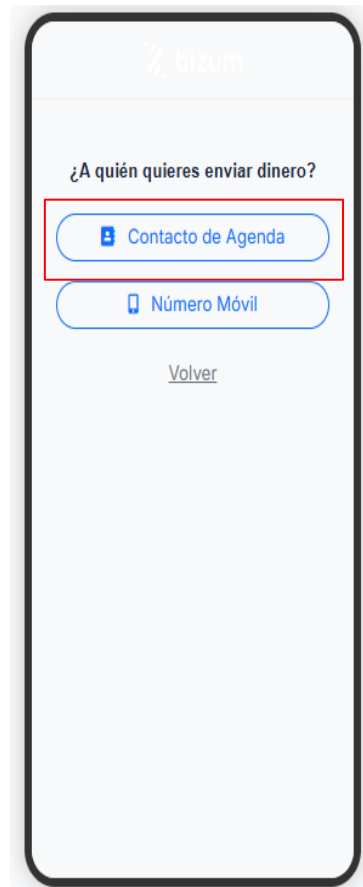 bizum
¿A quién quieres enviar dinero?
Contacto de Agenda
Número Móvil
Volver